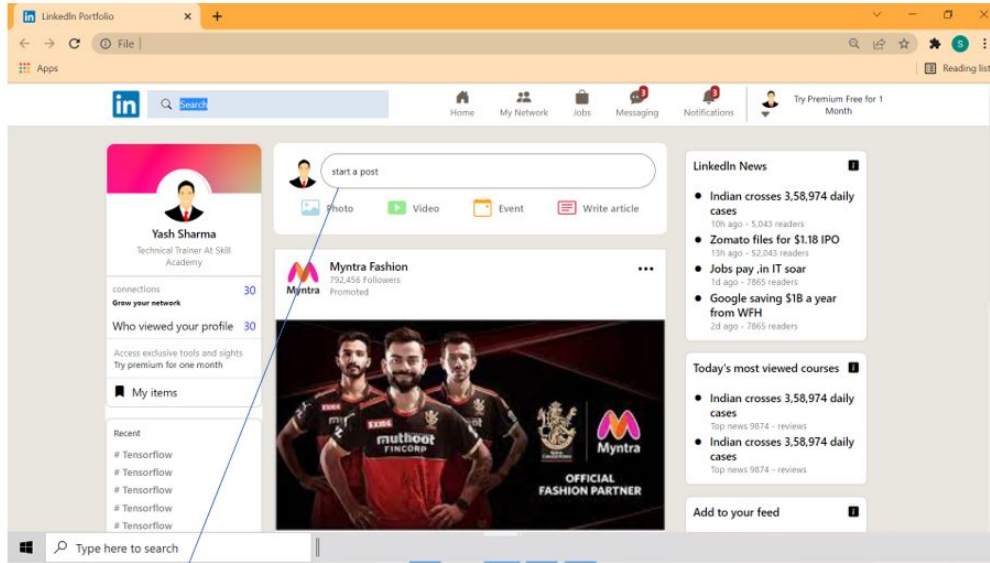 LinkedIn Portfolio
File
Apps
Reading list
in
Search
Home
My Network
Jobs
Messaging
3
Notifications
3
Try Premium Free for 1
Month
Yash Sharma
Technical Trainer At Skill
Academy
connections 30
Grow your network
Who viewed your profile 30
Access exclusive tools and sights
Try premium for one month
My items
Recent
# Tensorflow
# Tensorflow
# Tensorflow
# Tensorflow
# Tensorflow
start a post
Photo
Video
Event
Write article
Myntra Fashion
792,456 Followers
Promoted
Myntra
EXIDE
EXIDE
muthoot
FINCORP
Myntra
OFFICIAL
FASHION PARTNER
LinkedIn News
Indian crosses 3,58,974 daily
cases
10h ago - 5,043 readers
Zomato files for $1.18 IPO
13h ago - 52,043 readers
Jobs pay ,in IT soar
1d ago - 7865 readers
Google saving $1B a year
from WFH
2d ago - 7865 readers
Today's most viewed courses
Indian crosses 3,58,974 daily
cases
Top news 9874 - reviews
Indian crosses 3,58,974 daily
cases
Top news 9874 - reviews
Add to your feed
Type here to search